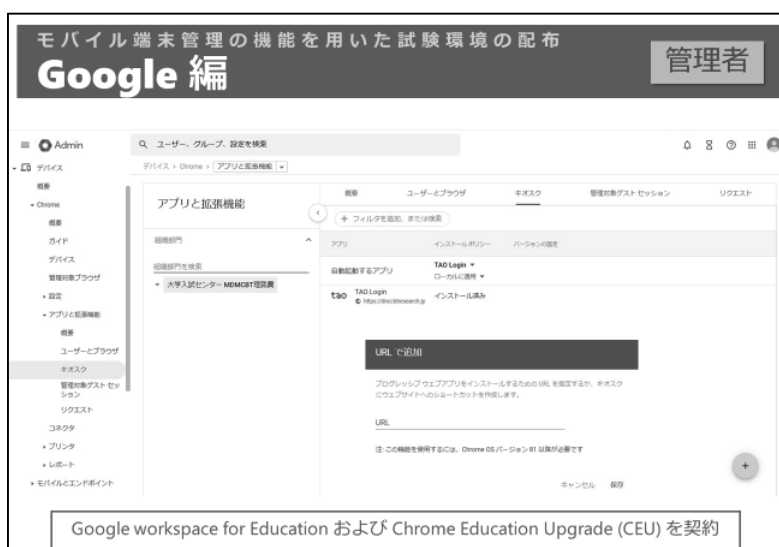 モバイル端末管理の機能を用いた試験環境の配布
Google 編
管理者
Admin
ユーザー、グループ、設定を検索
デバイス
デバイス › Chrome › アプリと拡張機能
概要
Chrome
概要
ガイド
デバイス
管理対象ブラウザ
設定
アプリと拡張機能
概要
ユーザーとブラウザ
キオスク
管理対象ゲスト セッション
リクエスト
コネクタ
プリンタ
レポート
モバイルとエンドポイント
アプリと拡張機能
組織部門
組織部門を検索
大学入試センター MDMCBT理読費
概要 ユーザーとブラウザ キオスク 管理対象ゲスト セッション リクエスト
+ フィルタを追加、または検索
アプリ インストール ポリシー バージョンの固定
自動起動するアプリ TAO Login
ローカルに適用
tao TAO Login インストール済み
URL で追加
プログレッシブ ウェブアプリをインストールするための URL を指定するか、キオスク
にウェブサイトへのショートカットを作成します。
URL
注: この機能を使用するには、Chrome OS バージョン 81 以降が必要です
キャンセル 保存
Google workspace for Education および Chrome Education Upgrade (CEU) を契約